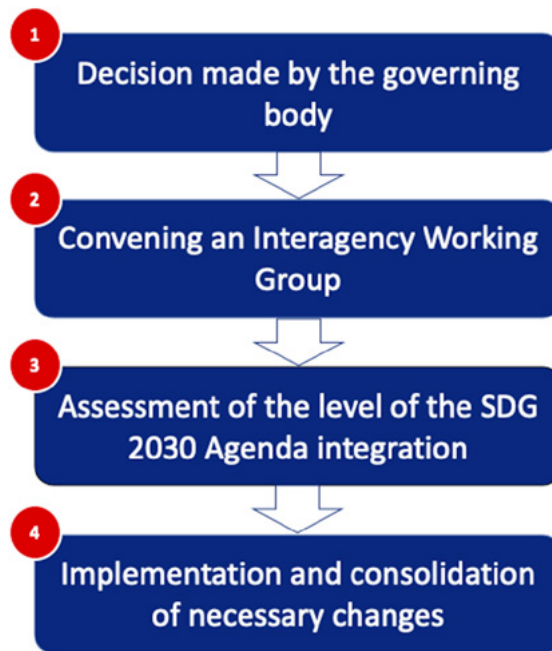 1
Decision made by the governing
body
2
Convening an Interagency Working
Group
3
Assessment of the level of the SDG
2030 Agenda integration
4
Implementation and consolidation
of necessary changes